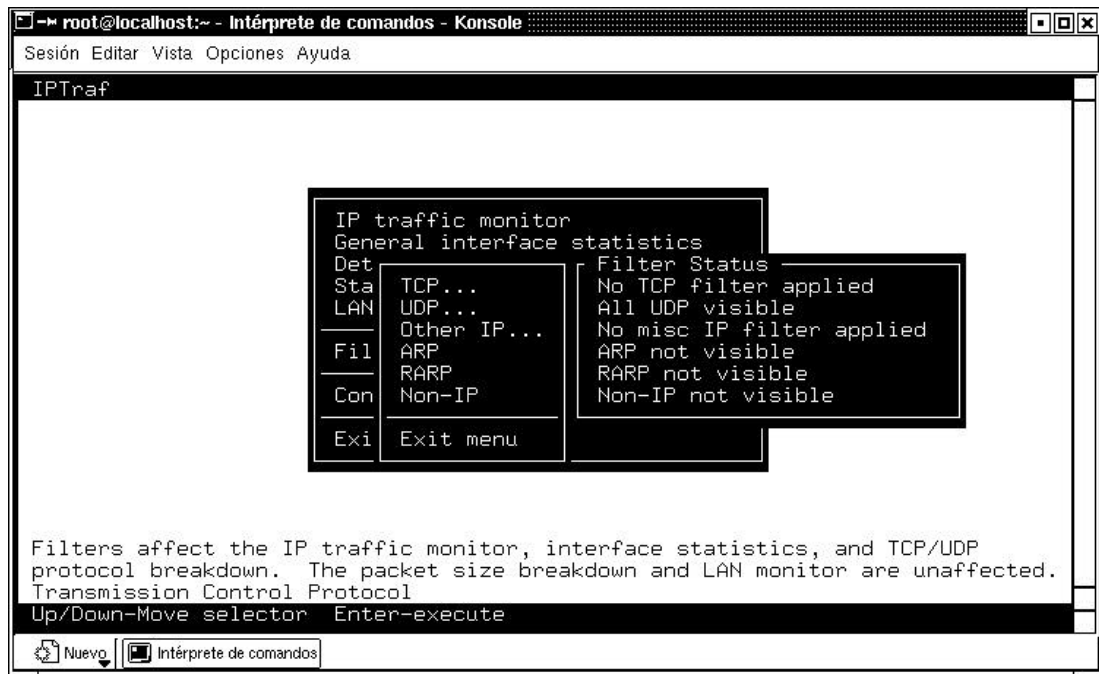 root@localhost:~ - Intérprete de comandos - Konsole
Sesión Editar Vista Opciones Ayuda
IPTraf
IP traffic monitor
General interface statistics
Det
Sta
LAN
Fil
Con
Exi
TCP...
UDP...
Other IP...
ARP
RARP
Non-IP
Exit menu
Filter Status
No TCP filter applied
All UDP visible
No misc IP filter applied
ARP not visible
RARP not visible
Non-IP not visible
Filters affect the IP traffic monitor, interface statistics, and TCP/UDP
protocol breakdown.  The packet size breakdown and LAN monitor are unaffected.
Transmission Control Protocol
Up/Down-Move selector  Enter-execute
Nuevo Intérprete de comandos